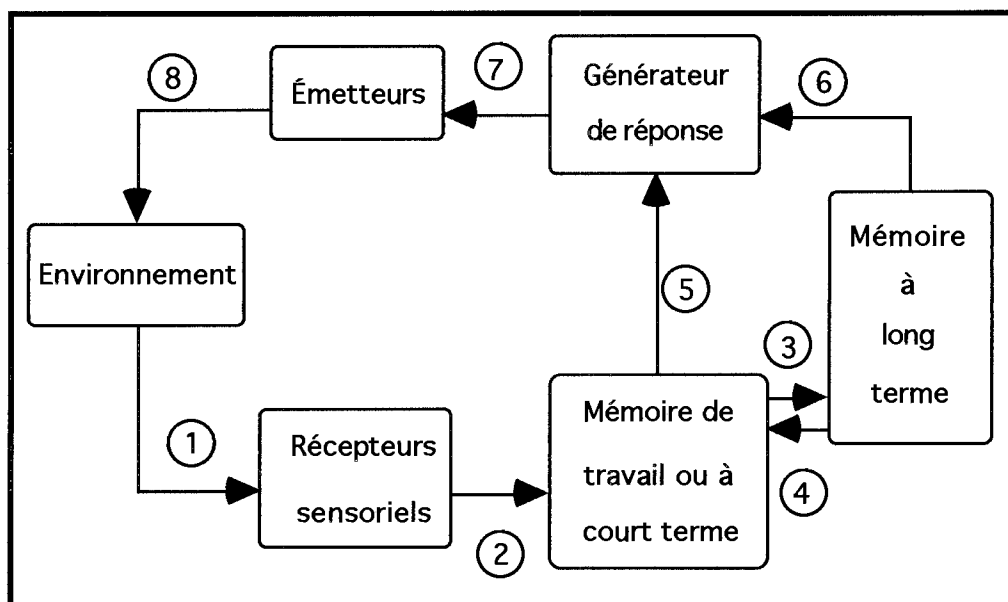 8
Émetteurs
7
Générateur
de réponse
6
Environnement
Mémoire
à
long
terme
5
3
1
Récepteurs
sensoriels
2
Mémoire de
travail ou à
court terme
4